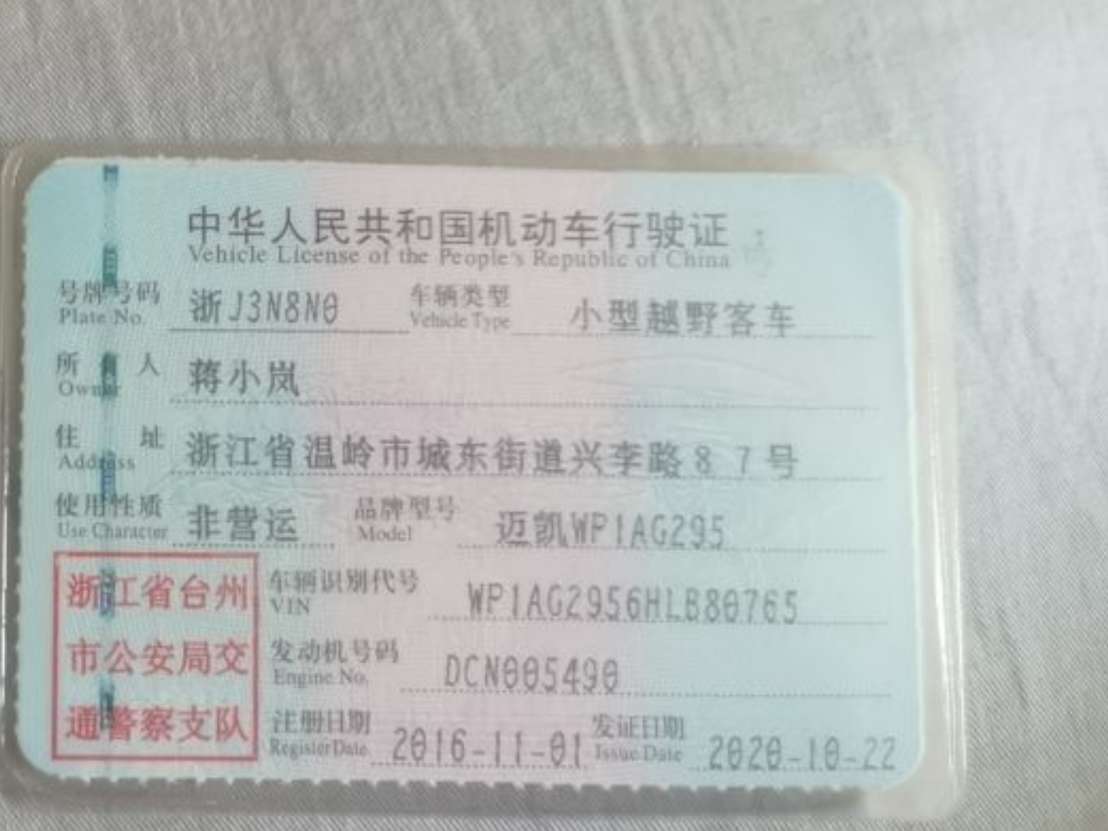 中华人民共和国机动车行驶证
Vehicle License of the People's Republic of China
号牌号码 浙J3N8N0 车辆类型 小型越野客车
Plate No. Vehicle Type
所有人 蒋小岚
Owner
住址 浙江省温岭市城东街道兴李路87号
Address
使用性质 非营运 品牌型号 迈凯WP1AG295
Use Character Model
浙江省台州 车辆识别代号 WP1AG2956HLB80765
VIN
市公安局交 发动机号码 DCN005490
Engine No.
通警察支队 注册日期 2016-11-01 发证日期 2020-10-22
Register Date Issue Date